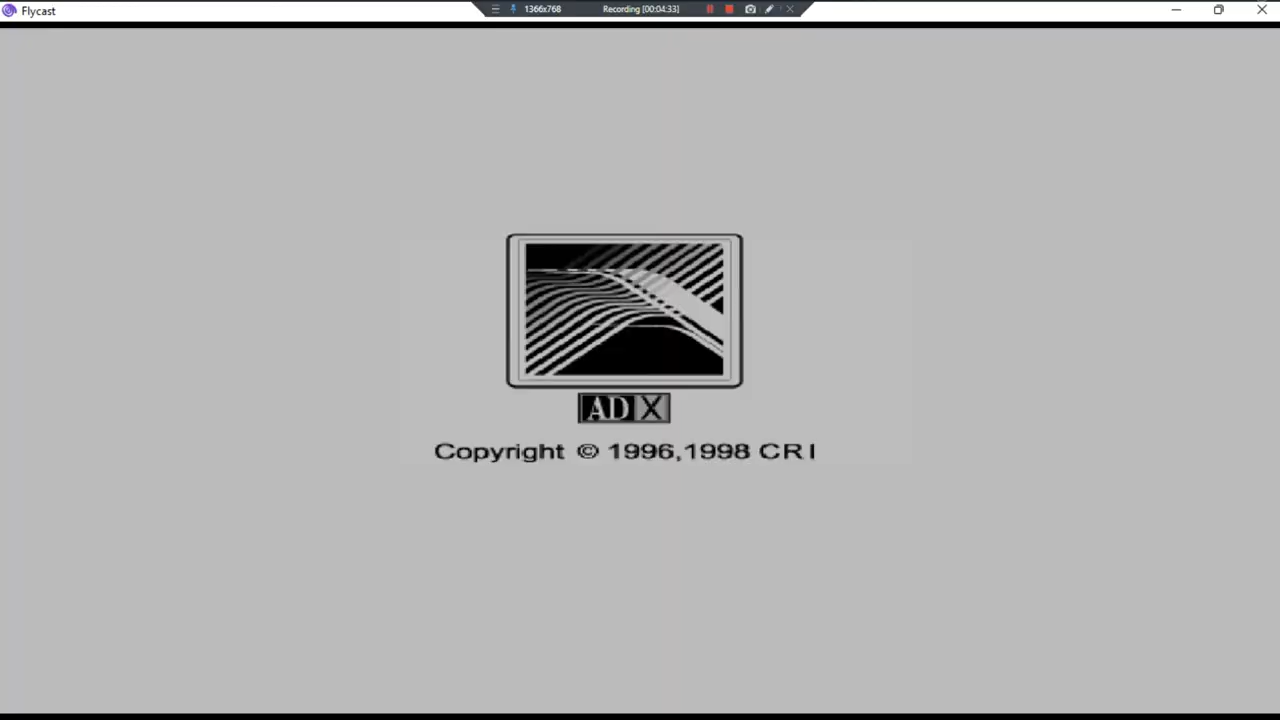 Flycast
1366x768
Recording [00:04:33]
ADX
Copyright © 1996,1998 CRI